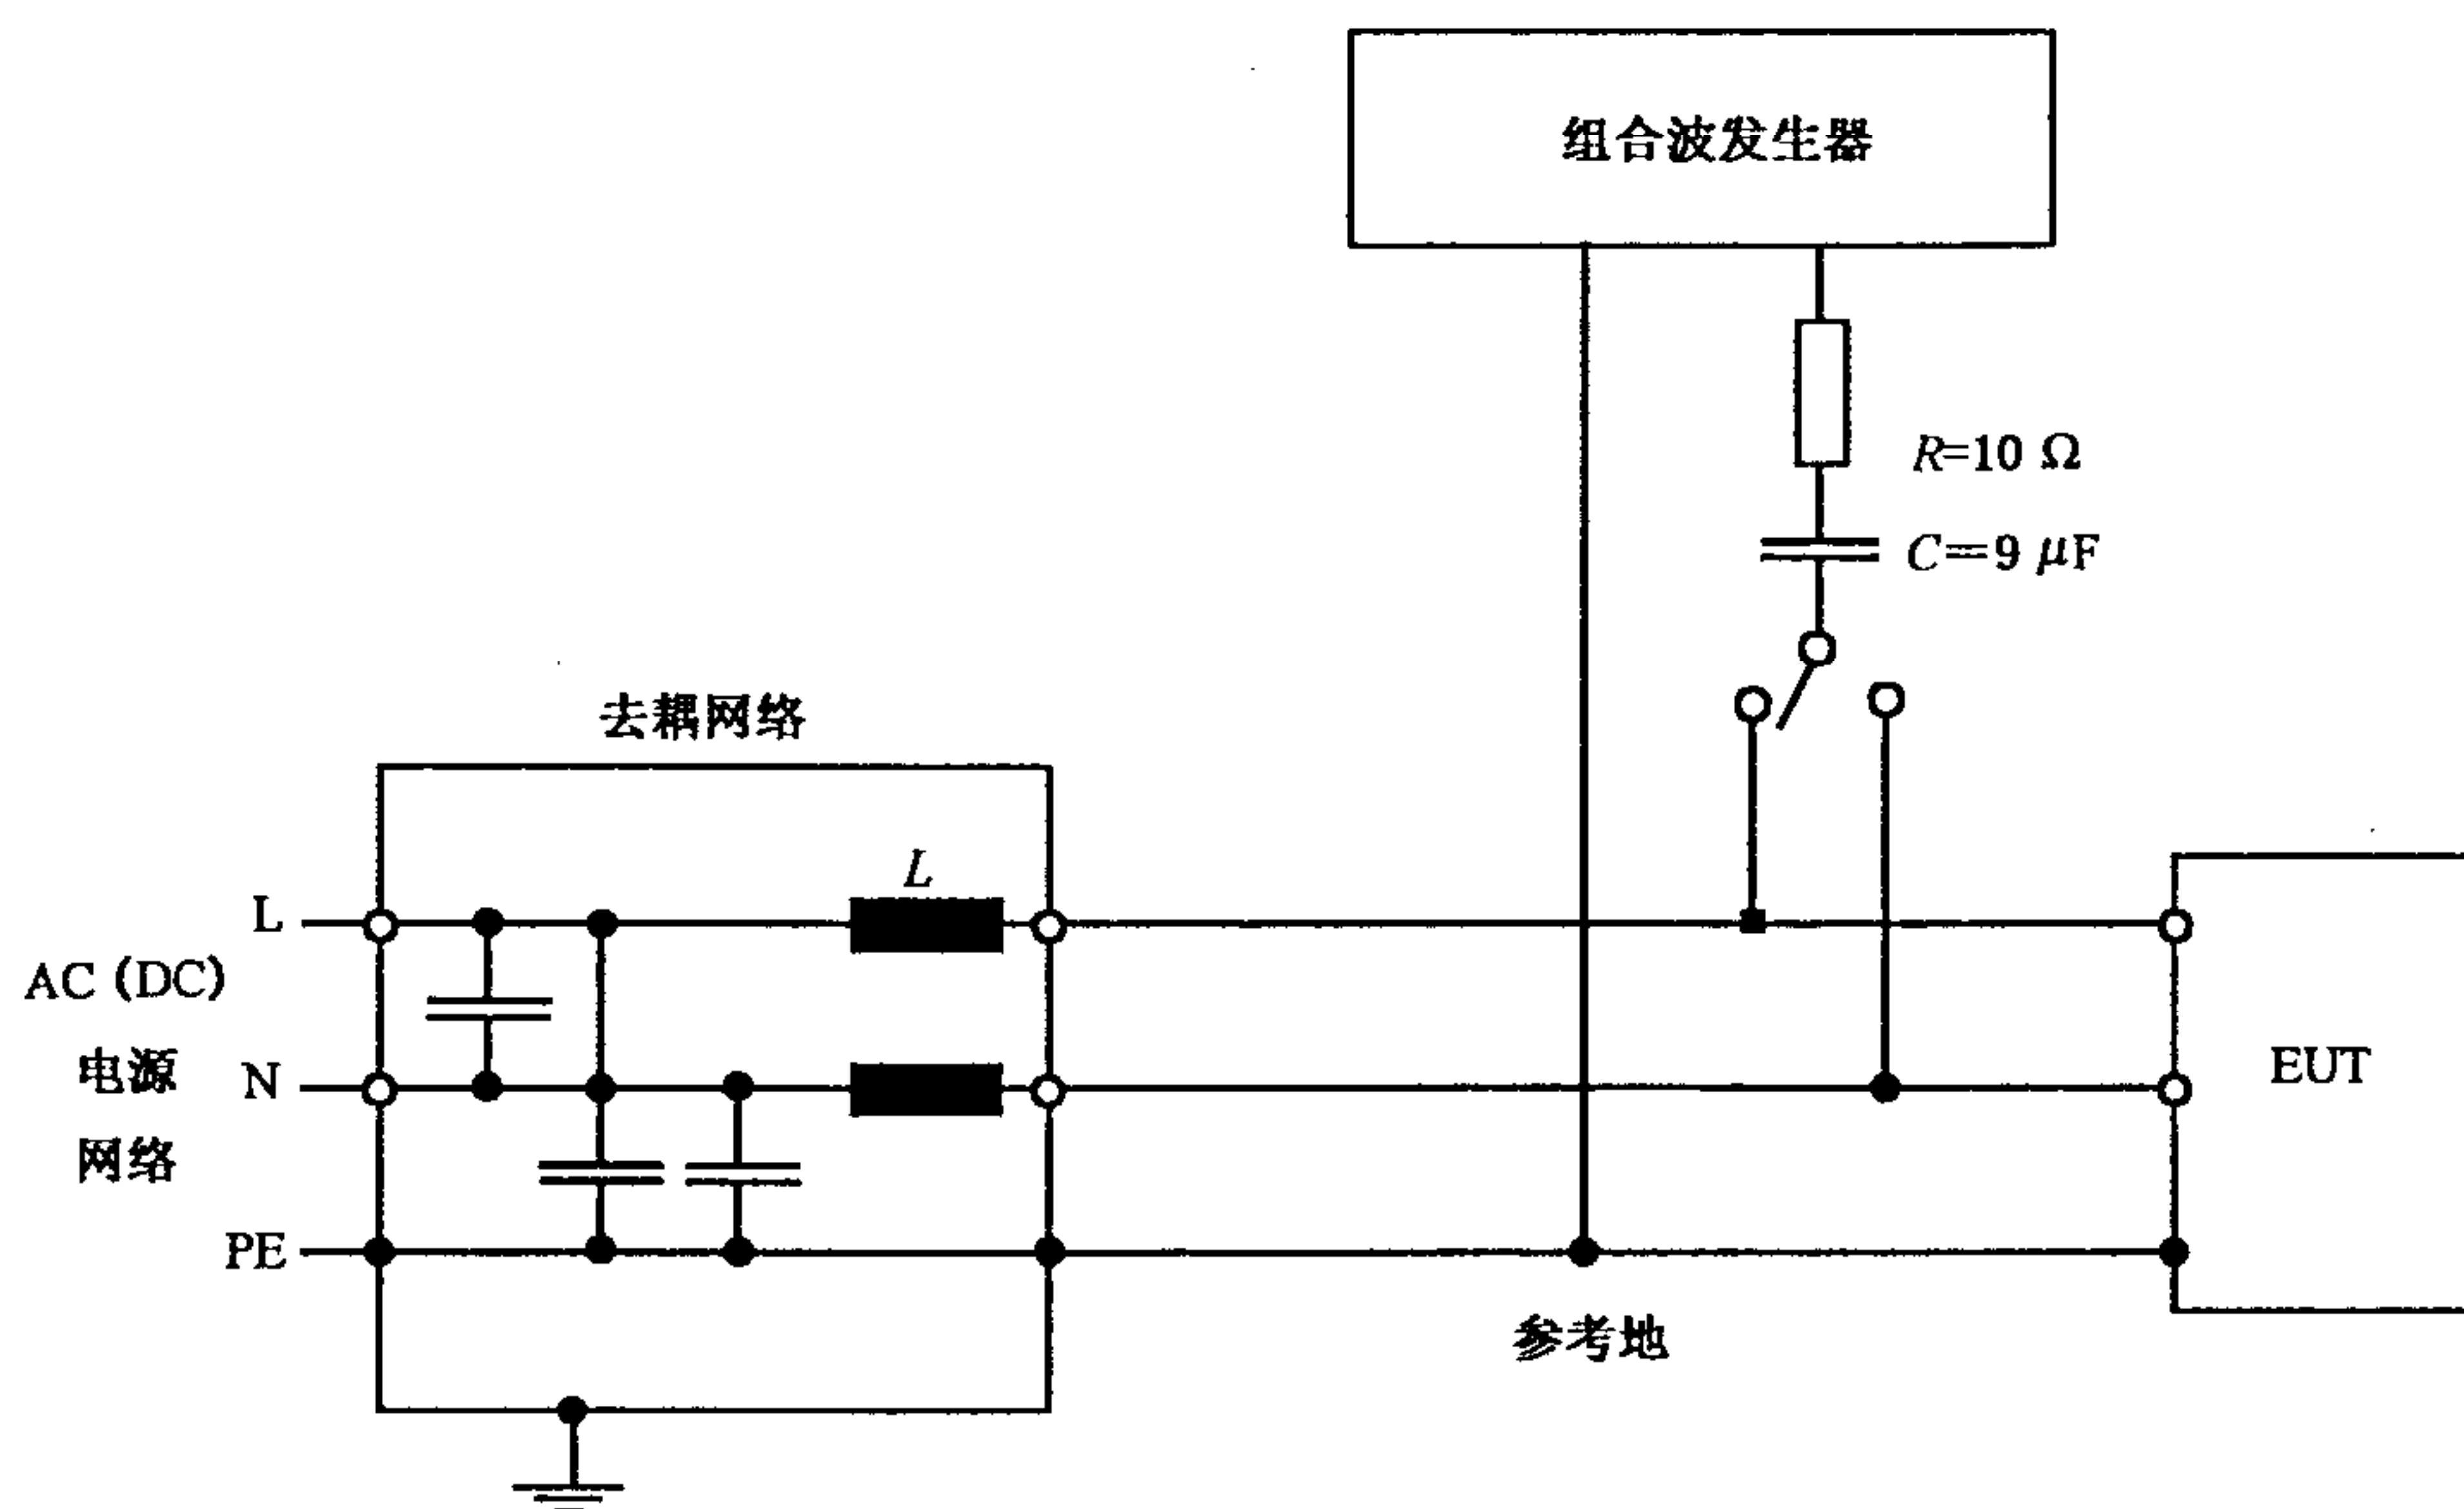 组合波发生器
R=10 Ω
C=9 μF
去耦网络
L
L
AC (DC)
电源
N
网络
EUT
PE
参考地